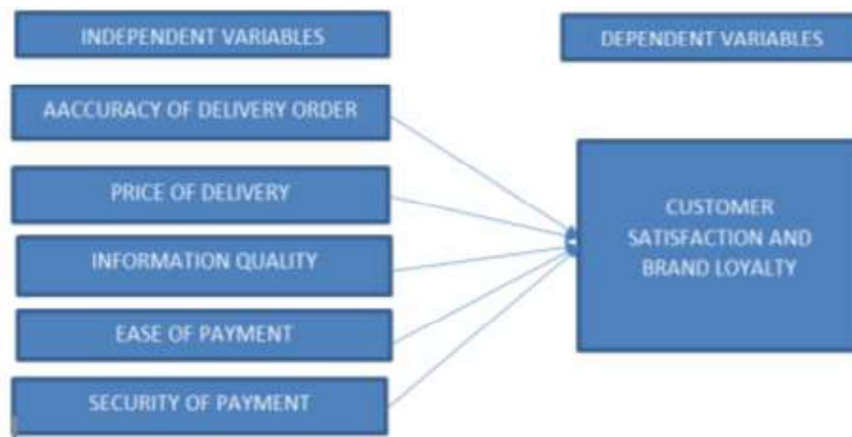 INDEPENDENT VARIABLES
DEPENDENT VARIABLES
AACCURACY OF DELIVERY ORDER
PRICE OF DELIVERY
INFORMATION QUALITY
EASE OF PAYMENT
SECURITY OF PAYMENT
CUSTOMER
SATISFACTION AND
BRAND LOYALTY